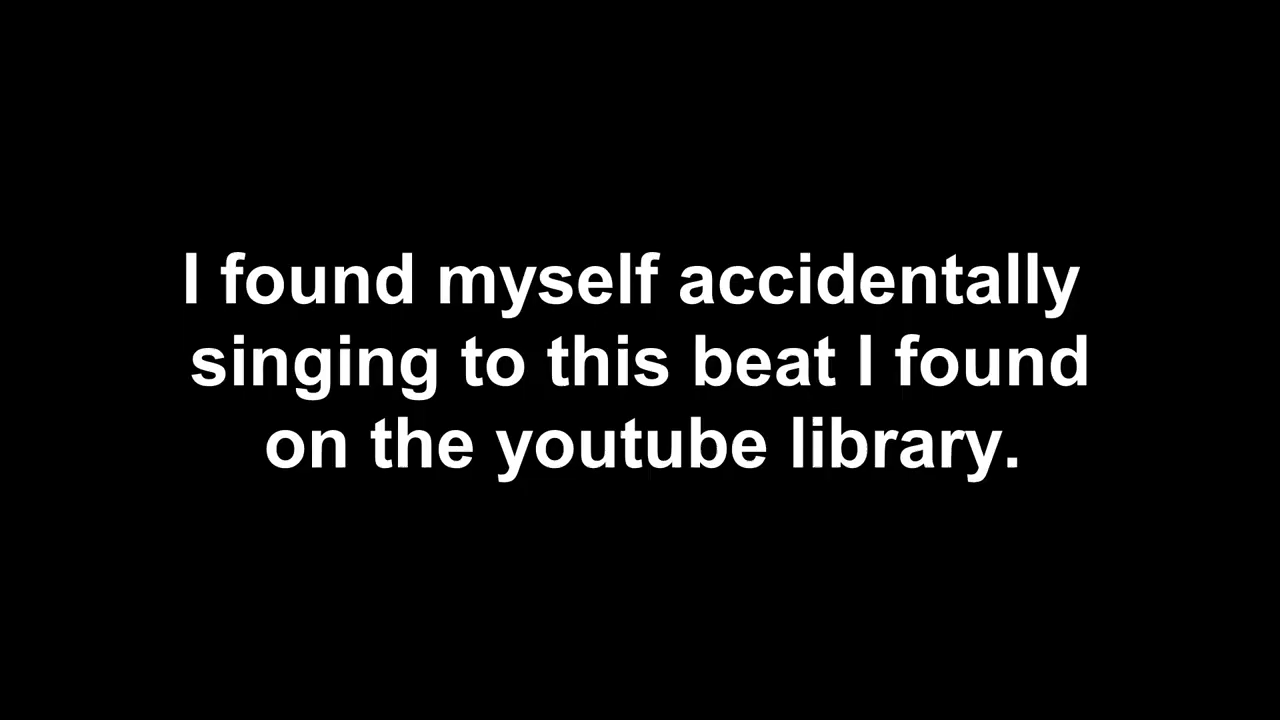 I found myself accidentally
singing to this beat I found
on the youtube library.